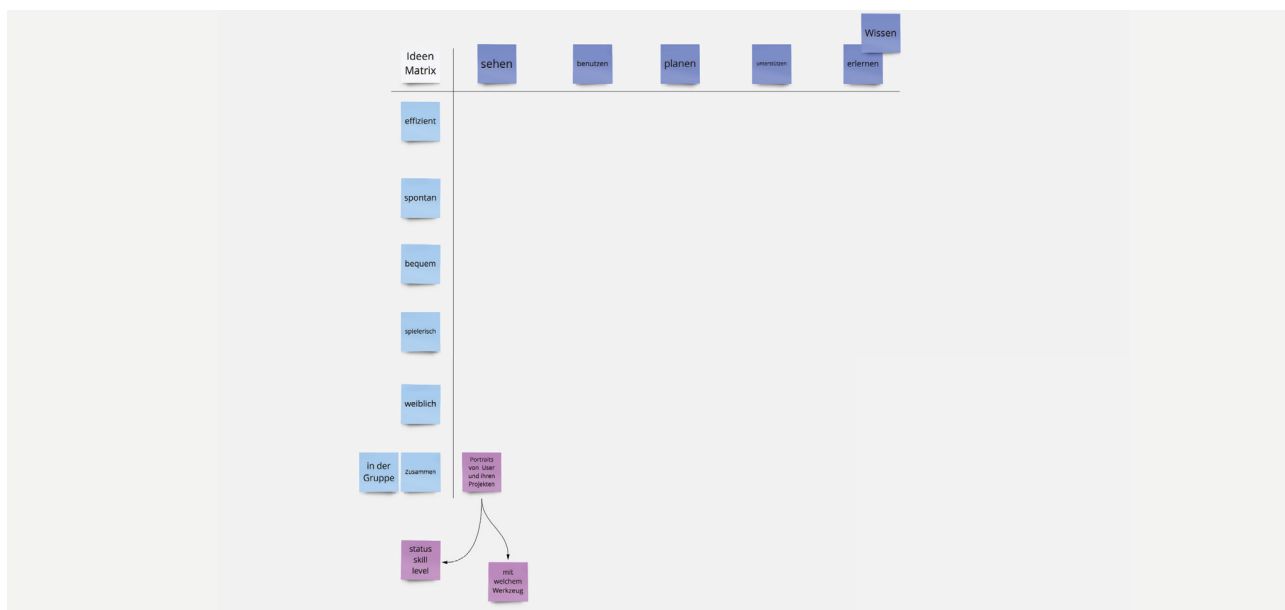 Wissen
Ideen
Matrix
sehen
benutzen
planen
unterstützen
erlernen
effizient
spontan
bequem
spielerisch
weiblich
in der
Gruppe
Zusammen
Portraits
von User
und ihren
Projekten
status
skill
level
mit
welchem
Werkzeug